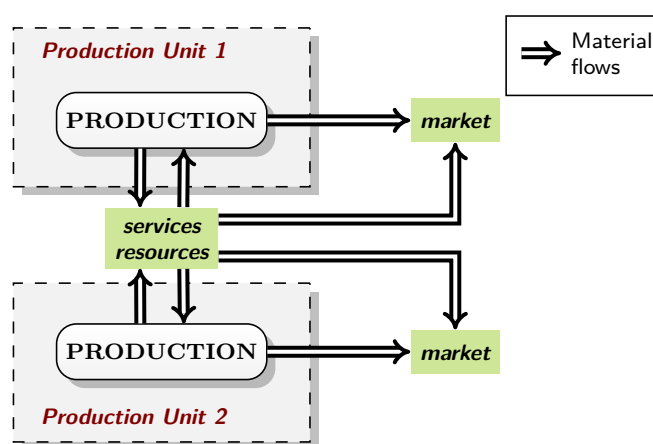 Production Unit 1
Material
flows
PRODUCTION
market
services
resources
PRODUCTION
market
Production Unit 2